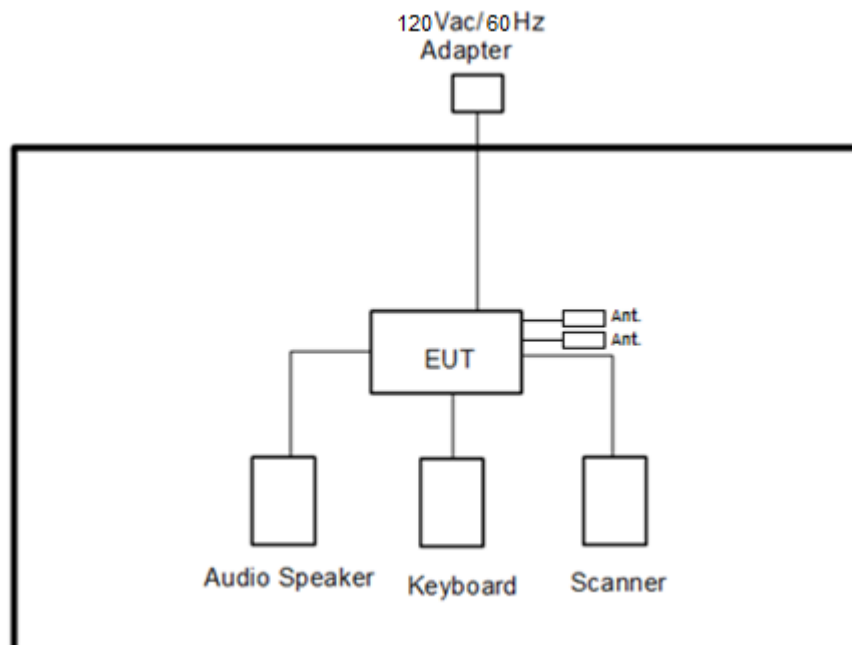 120Vac/60Hz
Adapter
Ant.
Ant.
EUT
Audio Speaker
Keyboard
Scanner